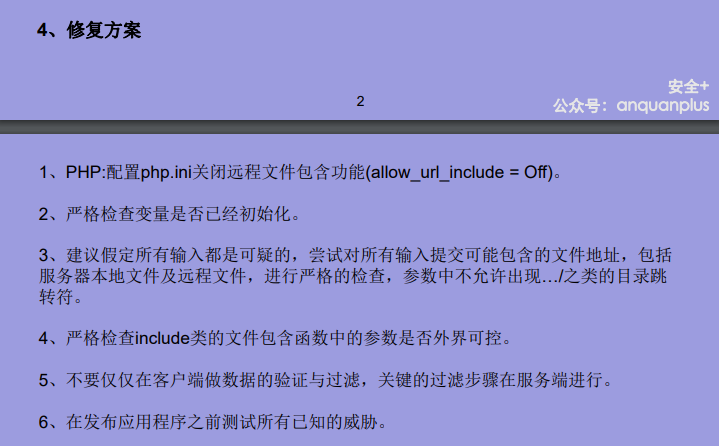 4、修复方案
2
安全+
公众号：anquanplus
1、PHP:配置php.ini关闭远程文件包含功能(allow_url_include = Off)。
2、严格检查变量是否已经初始化。
3、建议假定所有输入都是可疑的，尝试对所有输入提交可能包含的文件地址，包括
服务器本地文件及远程文件，进行严格的检查，参数中不允许出现…/之类的目录跳
转符。
4、严格检查include类的文件包含函数中的参数是否外界可控。
5、不要仅仅在客户端做数据的验证与过滤，关键的过滤步骤在服务端进行。
6、在发布应用程序之前测试所有已知的威胁。